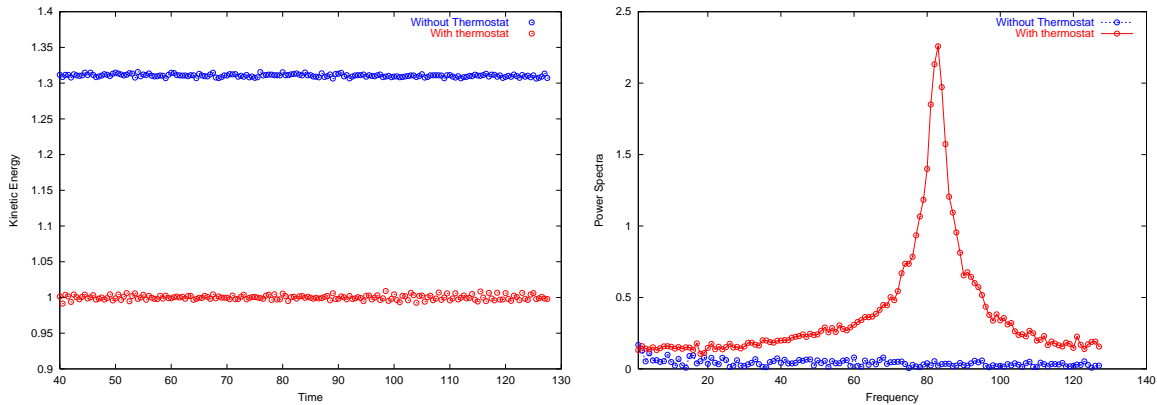 1.4
1.35
1.3
1.25
1.2
1.15
1.1
1.05
1
0.95
0.9
40 50 60 70 80 90 100 110 120 130
Kinetic Energy
Time
Without Thermostat
With thermostat
2.5
2
1.5
1
0.5
0
20 40 60 80 100 120 140
Power Spectra
Frequency
Without Thermostat
With thermostat